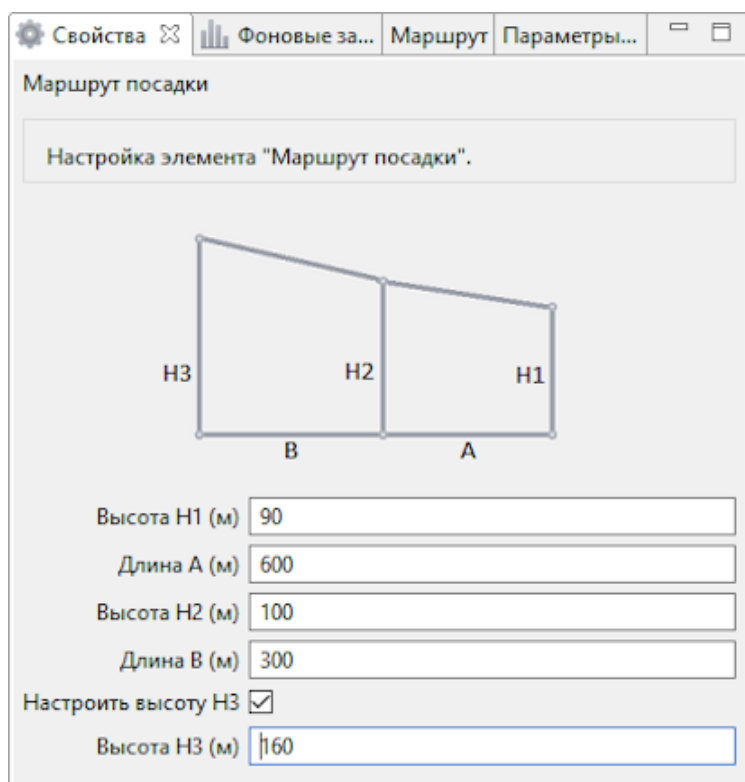 Свойства Фоновые за... Маршрут Параметры...
Маршрут посадки
Настройка элемента "Маршрут посадки".
H3 H2 H1
B A
Высота H1 (м) 90
Длина A (м) 600
Высота H2 (м) 100
Длина B (м) 300
Настроить высоту H3
Высота H3 (м) 160